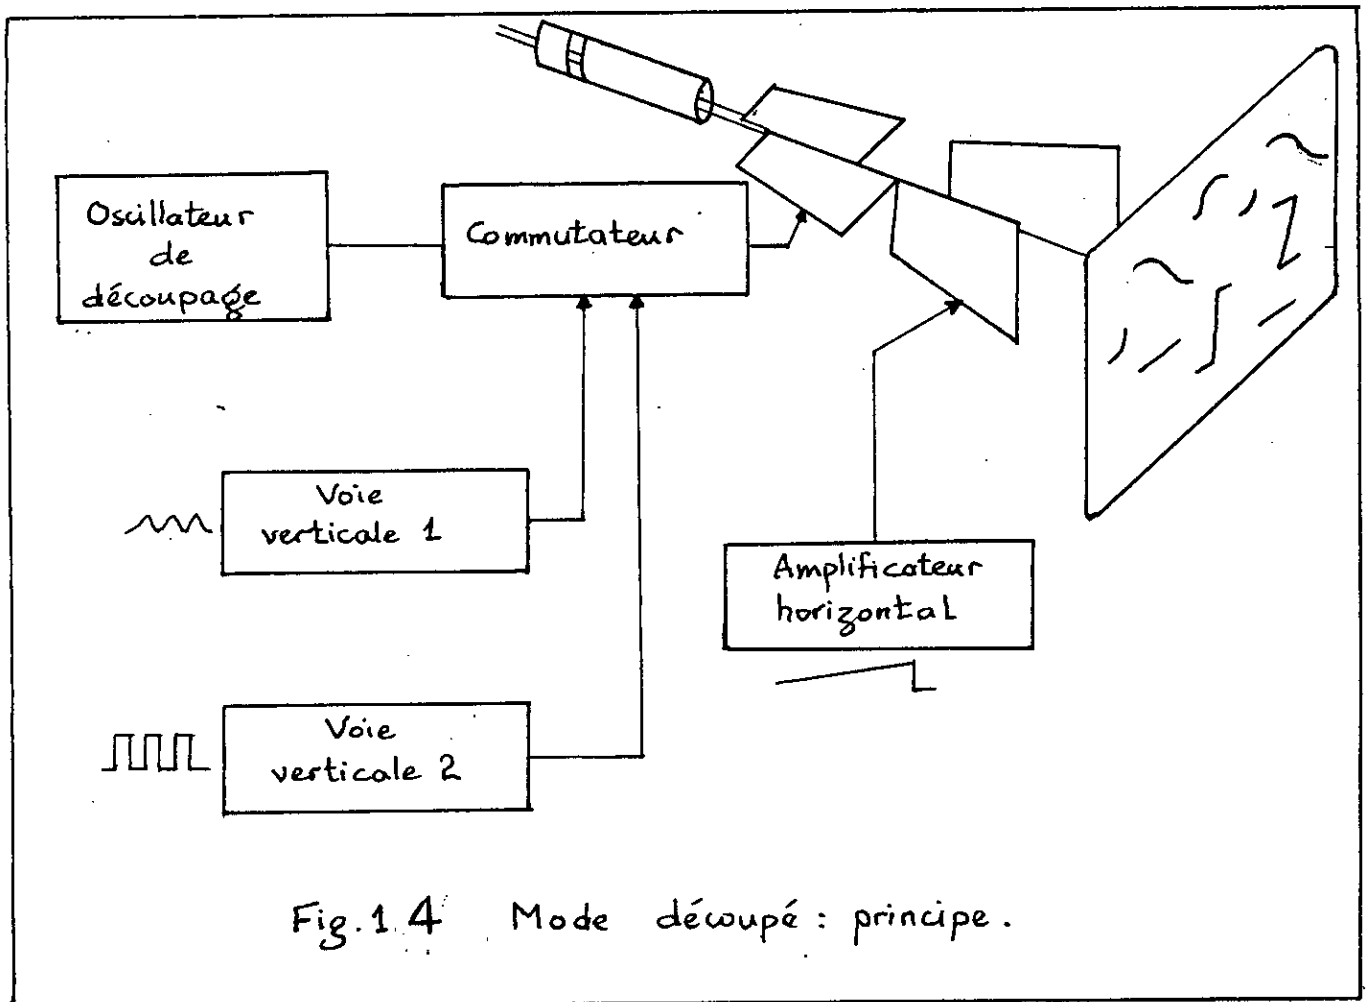 Oscillateur
de
découpage
Commutateur
Voie
verticale 1
Amplificateur
horizontal
Voie
verticale 2
Fig. 1.4 Mode découpé : principe.